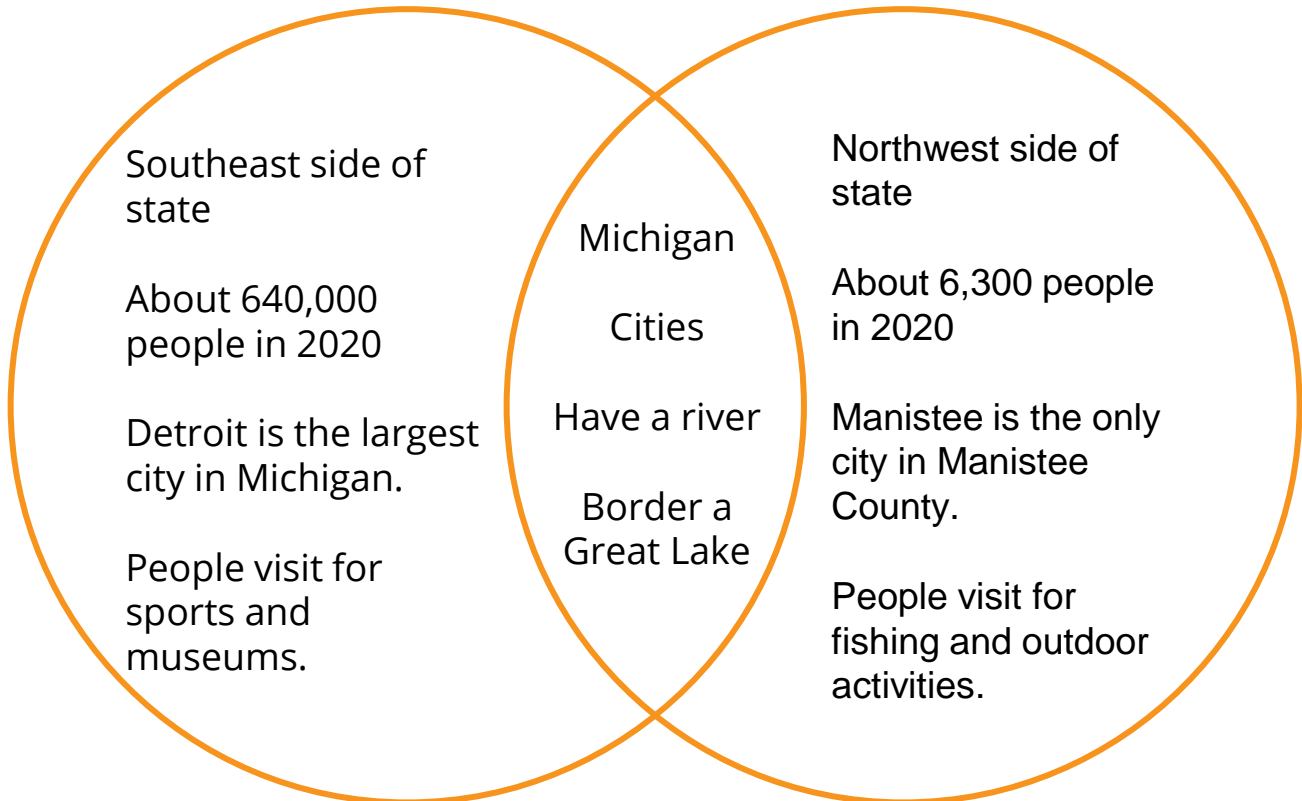 Southeast side of
state
About 640,000
people in 2020
Detroit is the largest
city in Michigan.
People visit for
sports and
museums.
Michigan
Cities
Have a river
Border a
Great Lake
Northwest side of
state
About 6,300 people
in 2020
Manistee is the only
city in Manistee
County.
People visit for
fishing and outdoor
activities.